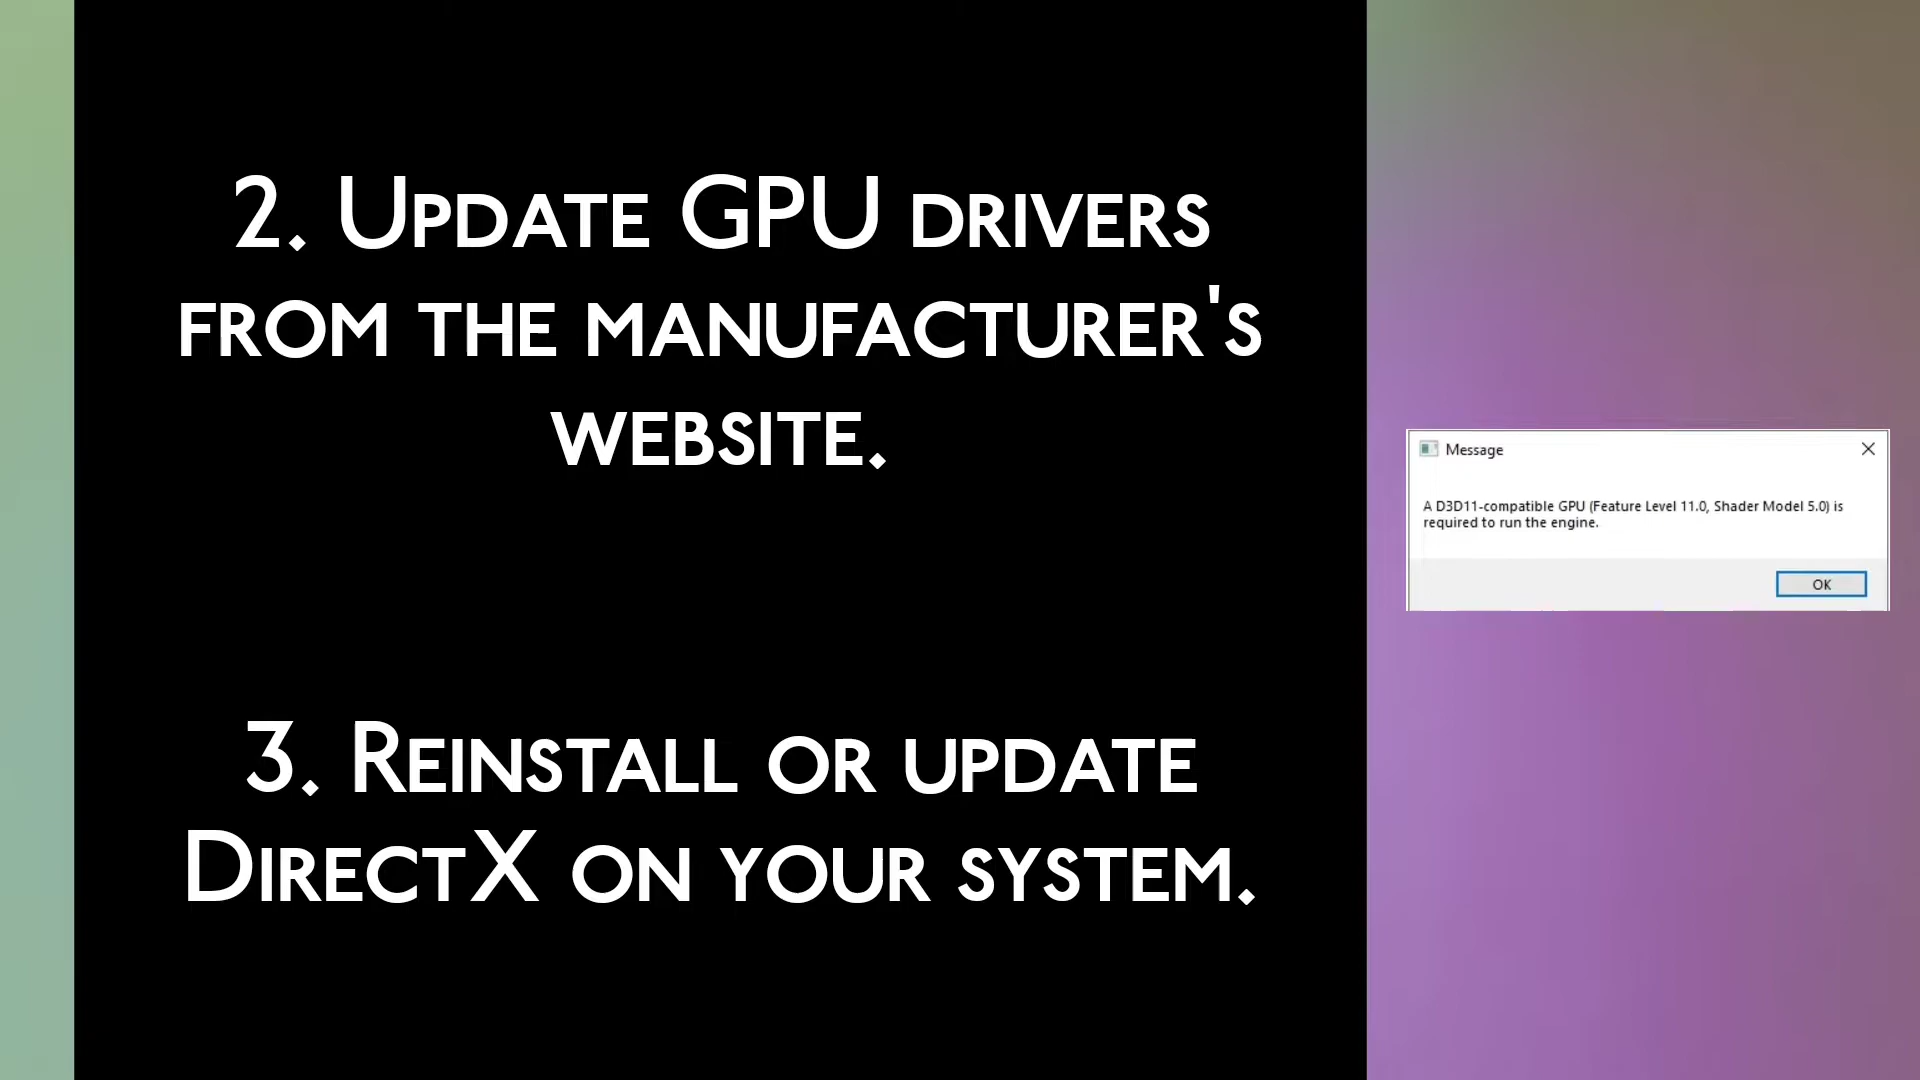 2. Update GPU drivers
from the manufacturer's
website.
3. Reinstall or update
DirectX on your system.
Message
A D3D11-compatible GPU (Feature Level 11.0, Shader Model 5.0) is
required to run the engine.
OK